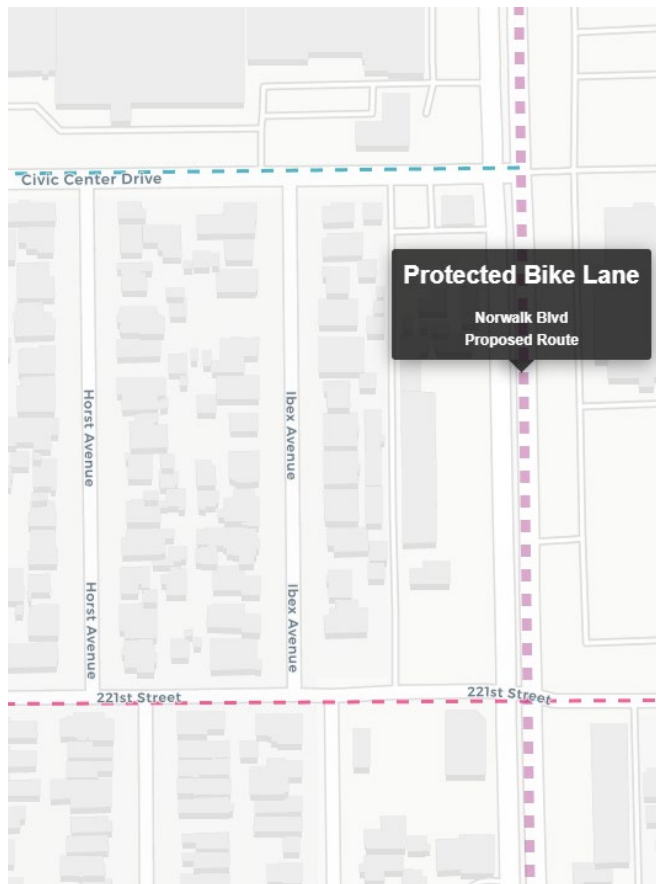 Civic Center Drive
Protected Bike Lane
Norwalk Blvd
Proposed Route
Horst Avenue
Ibex Avenue
Horst Avenue
Ibex Avenue
221st Street
221st Street